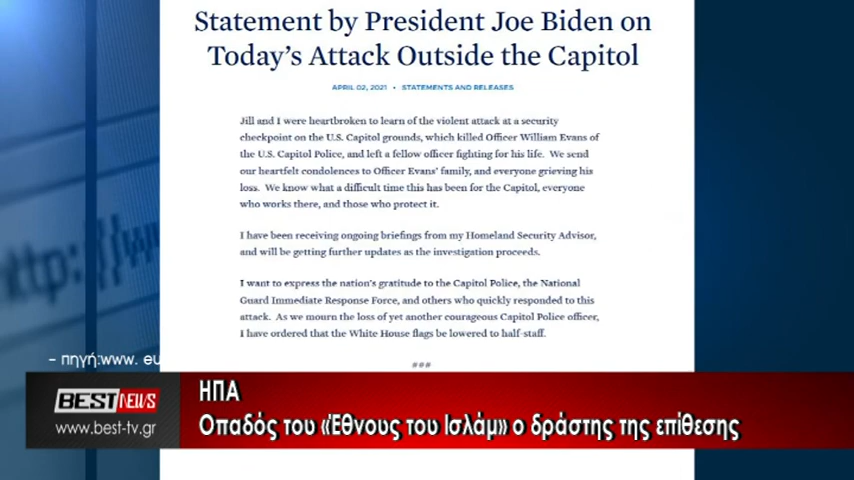 Statement by President Joe Biden on
Today's Attack Outside the Capitol
APRIL 02, 2021 • STATEMENTS AND RELEASES
Jill and I were heartbroken to learn of the violent attack at a security
checkpoint on the U.S. Capitol grounds, which killed Officer William Evans of
the U.S. Capitol Police, and left a fellow officer fighting for his life. We send
our heartfelt condolences to Officer Evans' family, and everyone grieving his
loss. We know what a difficult time this has been for the Capitol, everyone
who works there, and those who protect it.
I have been receiving ongoing briefings from my Homeland Security Advisor,
and will be getting further updates as the investigation proceeds.
I want to express the nation's gratitude to the Capitol Police, the National
Guard Immediate Response Force, and others who quickly responded to this
attack. As we mourn the loss of yet another courageous Capitol Police officer,
I have ordered that the White House flags be lowered to half-staff.
###
http://w
– πηγή:www. eu
BEST NEWS
www.best-tv.gr
ΗΠΑ
Οπαδός του «Έθνους του Ισλάμ» ο δράστης της επίθεσης